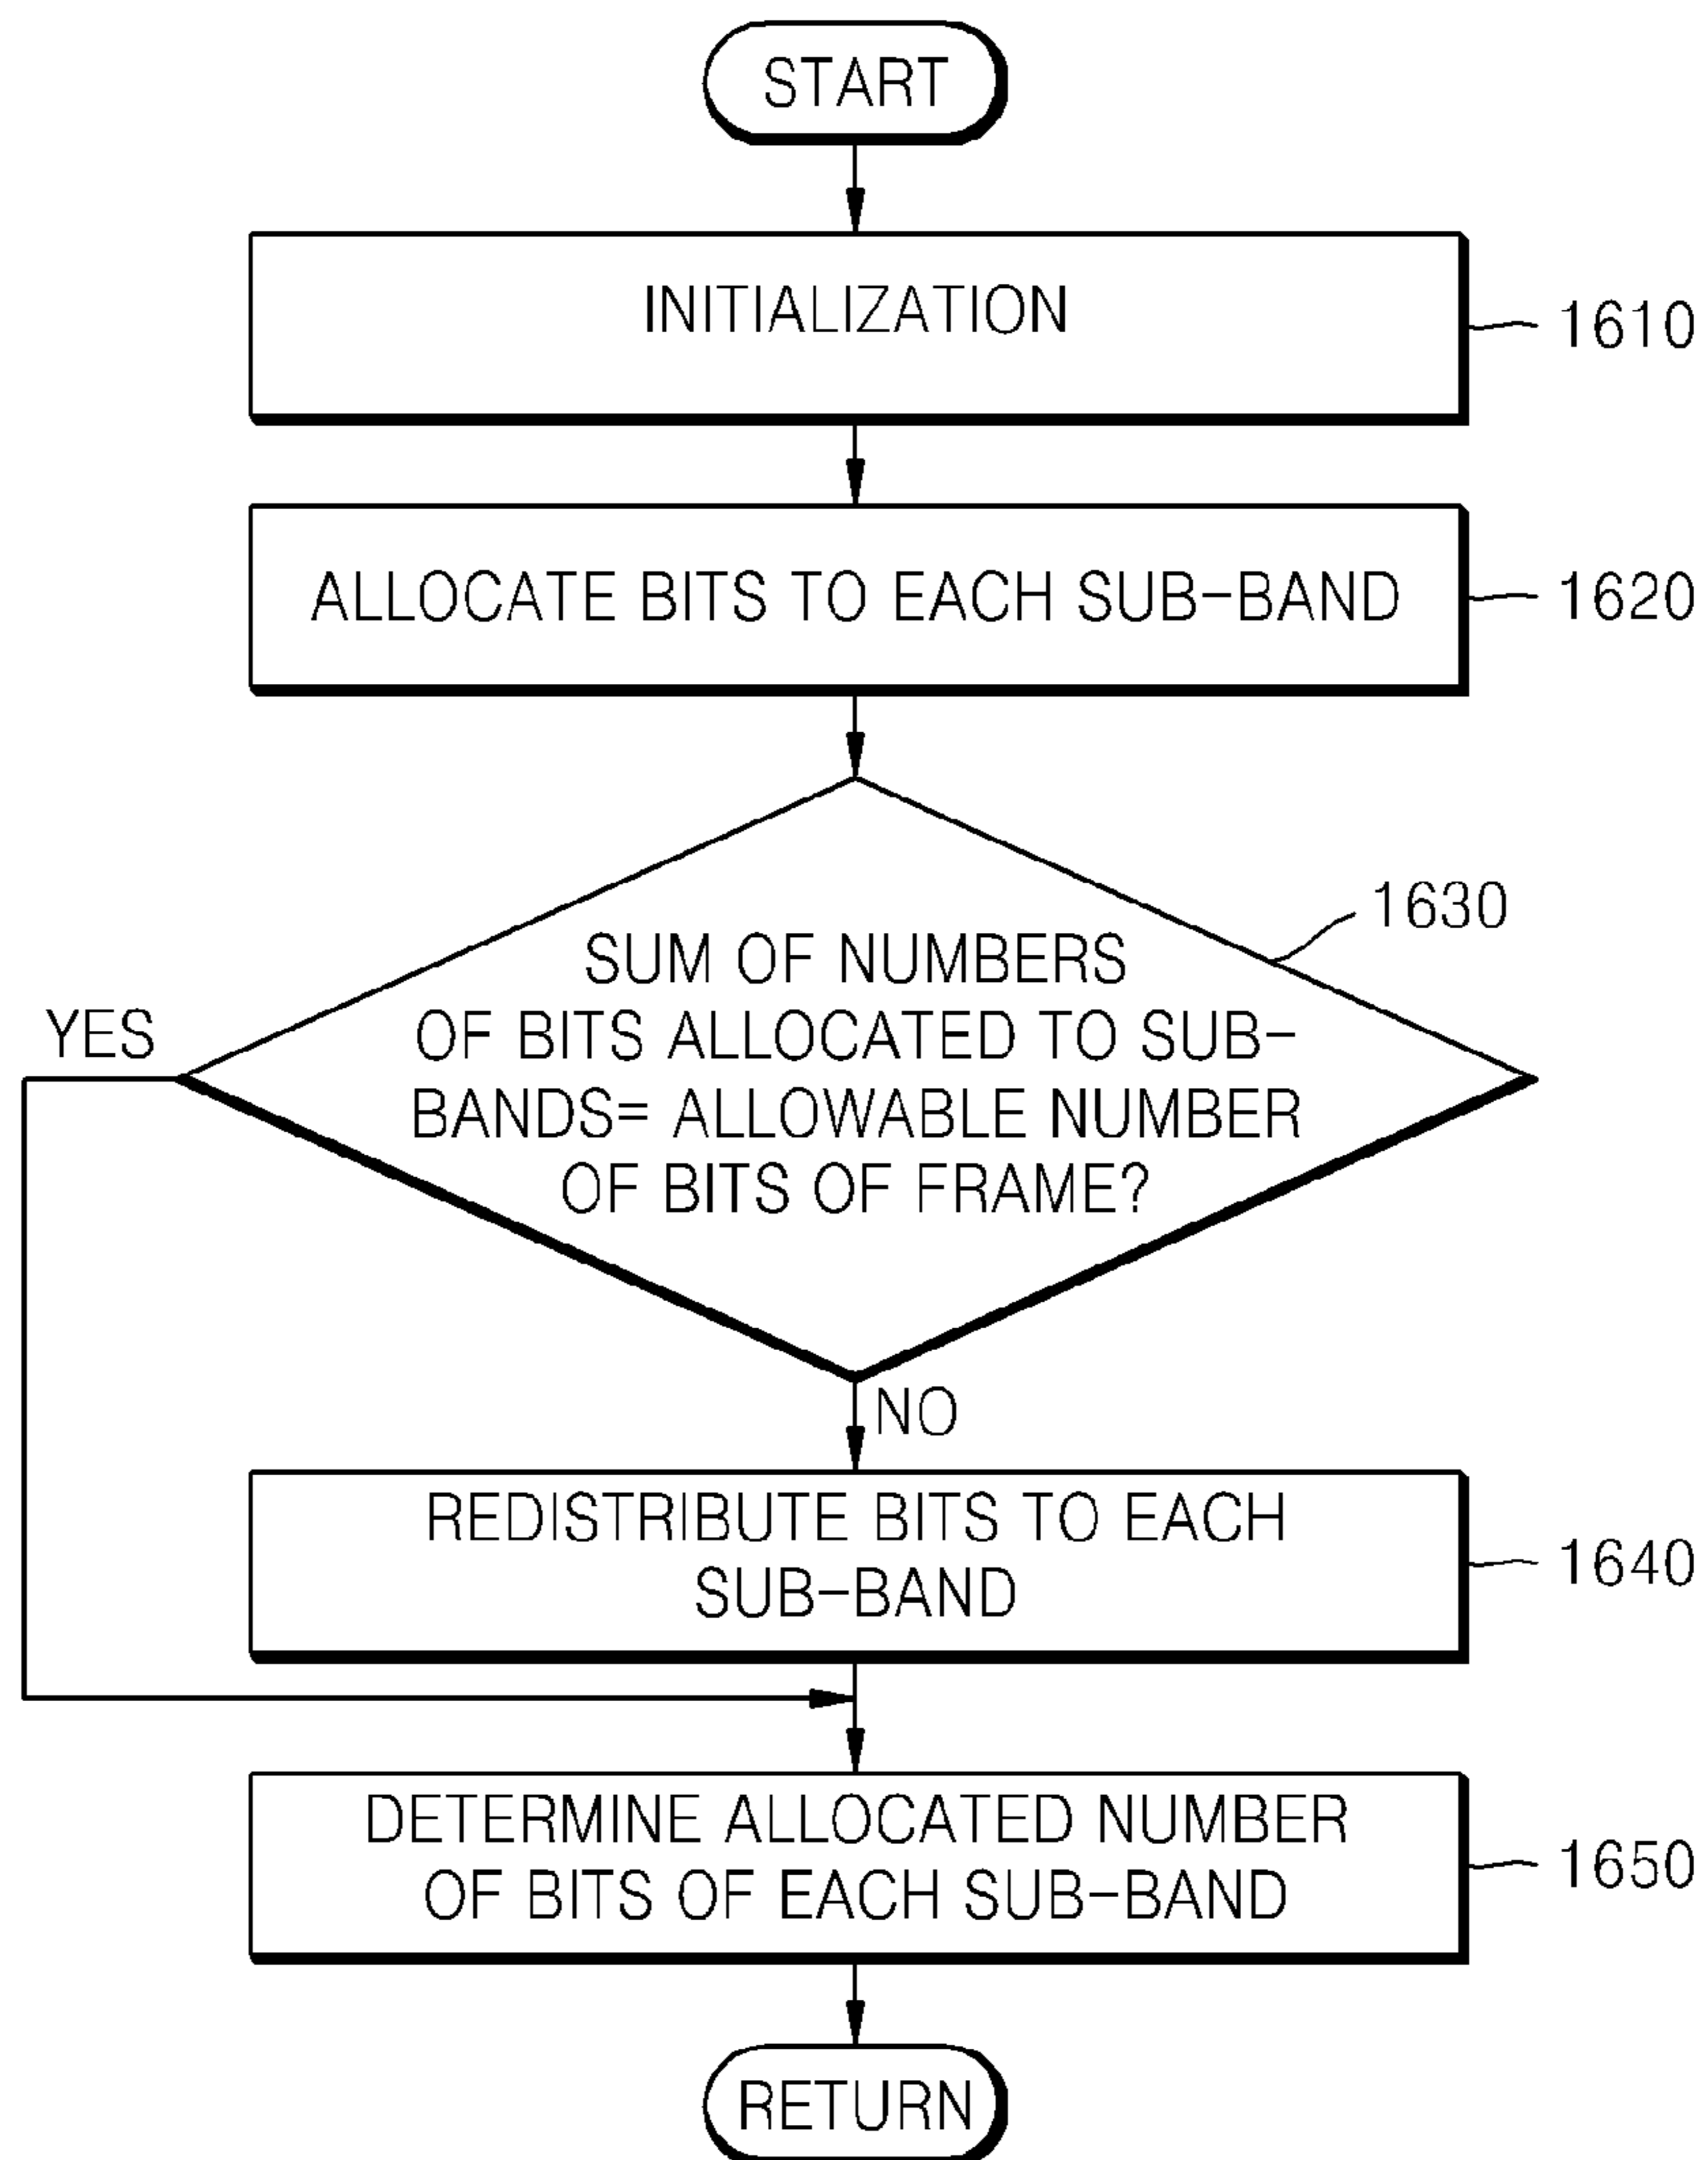 START
INITIALIZATION
1610
ALLOCATE BITS TO EACH SUB-BAND
1620
1630
SUM OF NUMBERS
OF BITS ALLOCATED TO SUB-
BANDS= ALLOWABLE NUMBER
OF BITS OF FRAME?
YES
NO
REDISTRIBUTE BITS TO EACH
SUB-BAND
1640
DETERMINE ALLOCATED NUMBER
OF BITS OF EACH SUB-BAND
1650
RETURN